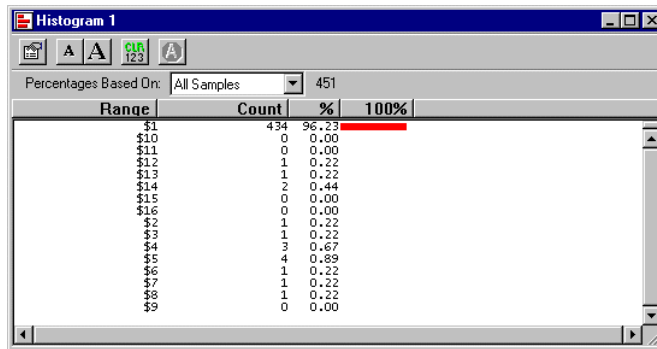 Histogram 1
A A CLR 123 A
Percentages Based On: All Samples 451
Range Count % 100%
$1 434 96.23
$10 0 0.00
$11 0 0.00
$12 1 0.22
$13 1 0.22
$14 2 0.44
$15 0 0.00
$16 0 0.00
$2 1 0.22
$3 1 0.22
$4 3 0.67
$5 4 0.89
$6 1 0.22
$7 1 0.22
$8 1 0.22
$9 0 0.00